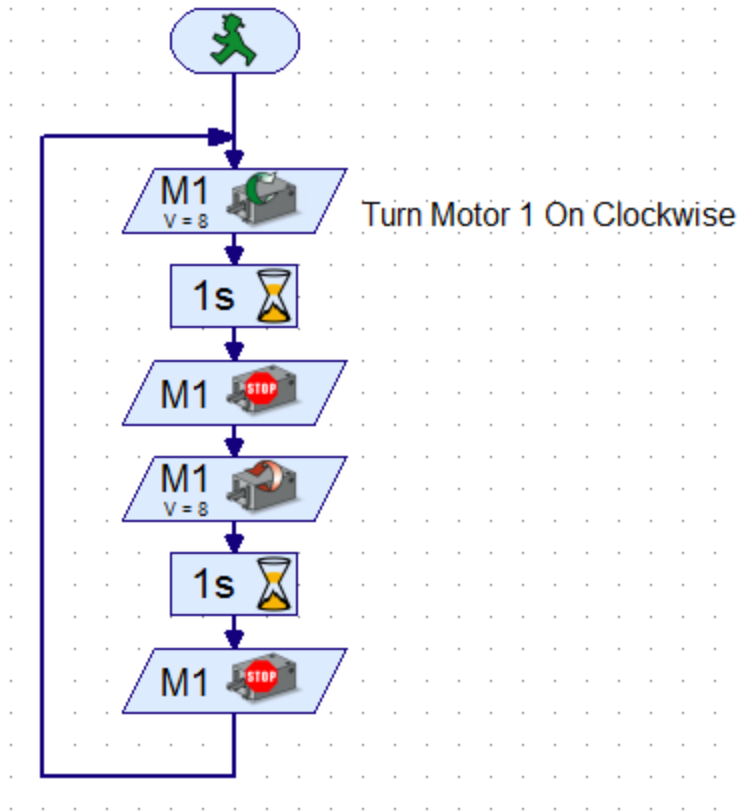 M1
V = 8
Turn Motor 1 On Clockwise
1s
M1
STOP
M1
V = 8
1s
M1
STOP